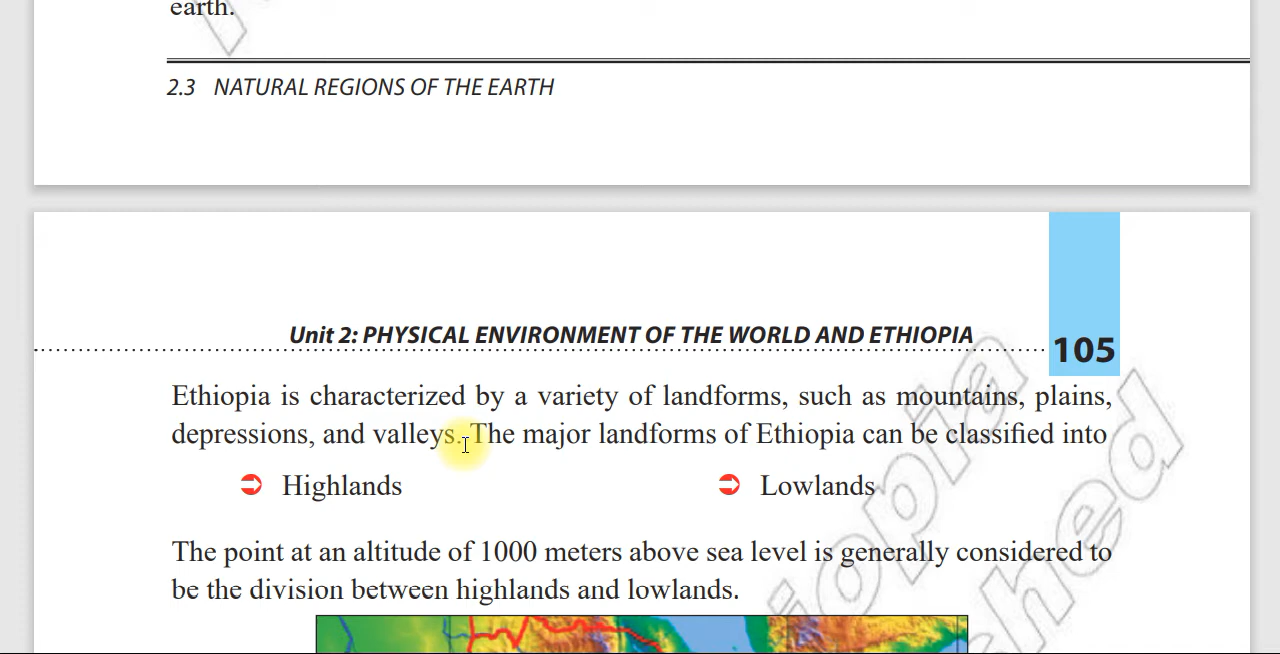 earth.
2.3 NATURAL REGIONS OF THE EARTH
Unit 2: PHYSICAL ENVIRONMENT OF THE WORLD AND ETHIOPIA
105
Ethiopia is characterized by a variety of landforms, such as mountains, plains,
depressions, and valleys. The major landforms of Ethiopia can be classified into
Highlands
Lowlands
The point at an altitude of 1000 meters above sea level is generally considered to
be the division between highlands and lowlands.